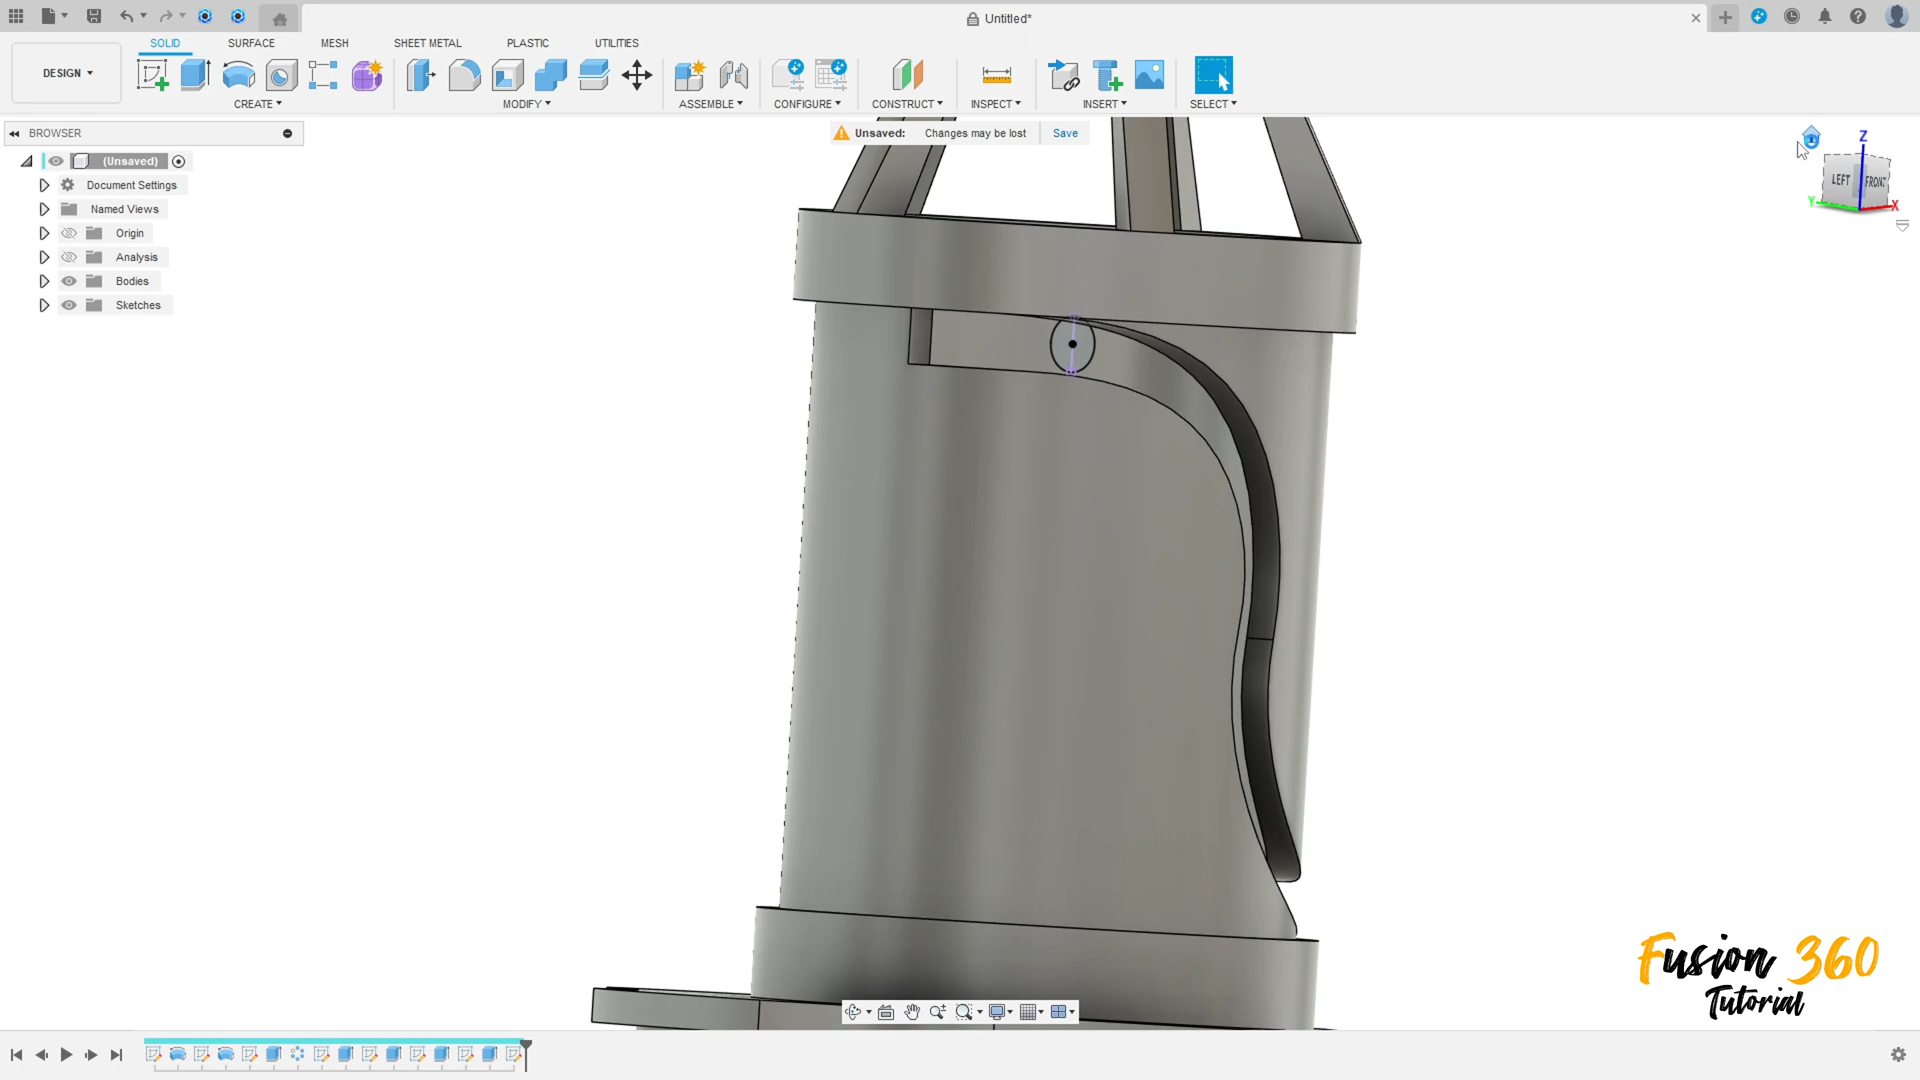 Untitled*
SOLID
SURFACE
MESH
SHEET METAL
PLASTIC
UTILITIES
DESIGN
CREATE
MODIFY
ASSEMBLE
CONFIGURE
CONSTRUCT
INSPECT
INSERT
SELECT
BROWSER
Unsaved: Changes may be lost Save
(Unsaved)
Document Settings
Named Views
Origin
Analysis
Bodies
Sketches
Z
LEFT FRONT
Y
X
Fusion 360
Tutorial